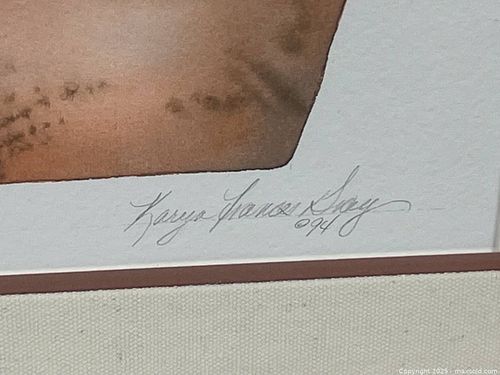 Karyn Frances Gray
©94
Copyright 2025 - maxsold.com